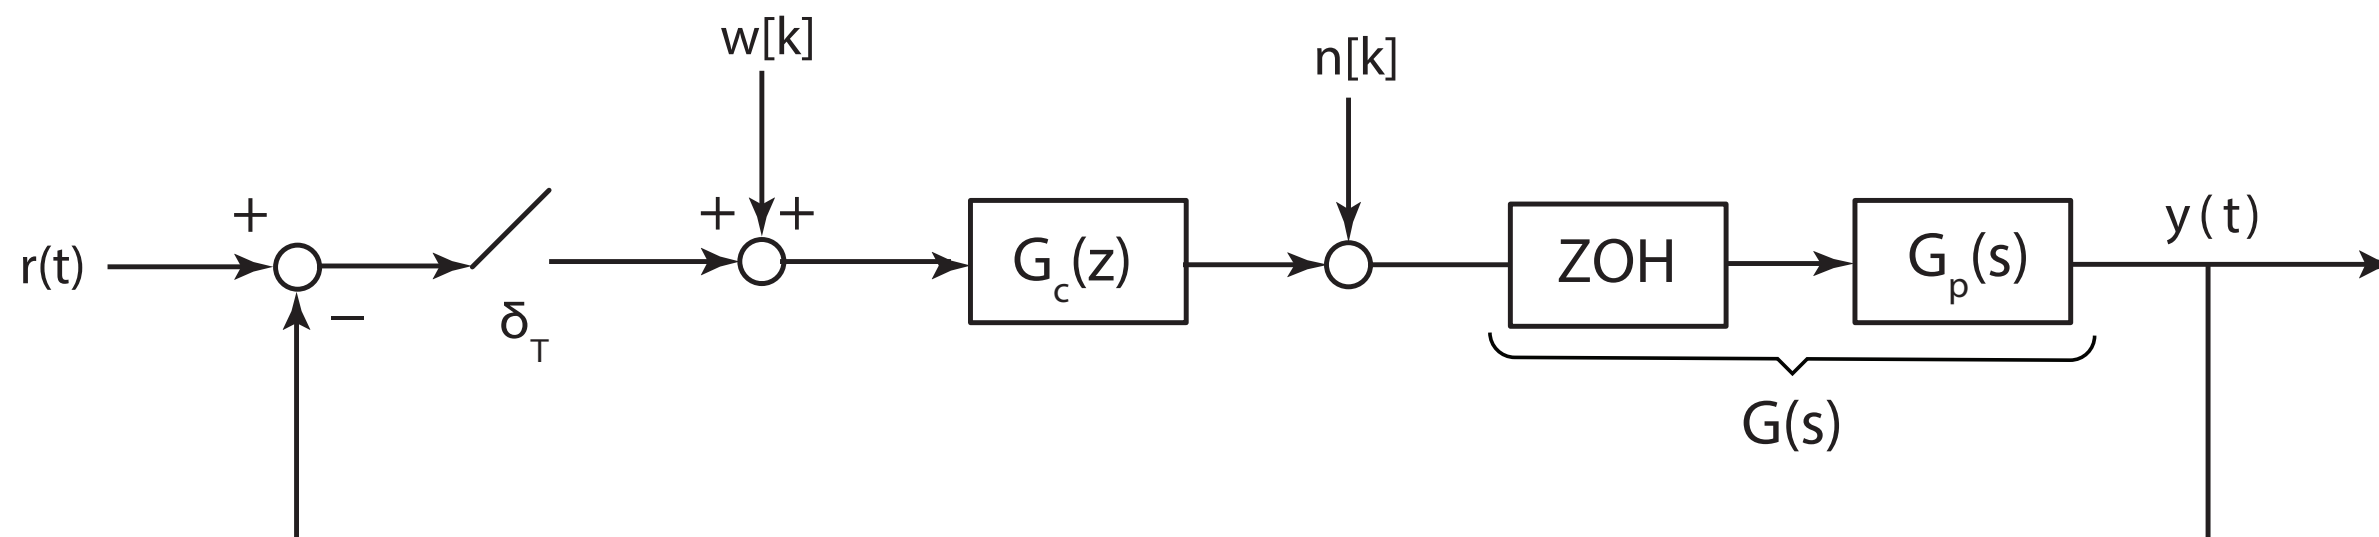 w[k]
n[k]
+ + + y(t)
r(t) G_c(z) ZOH G_p(s)
−
δ_T
G(s)